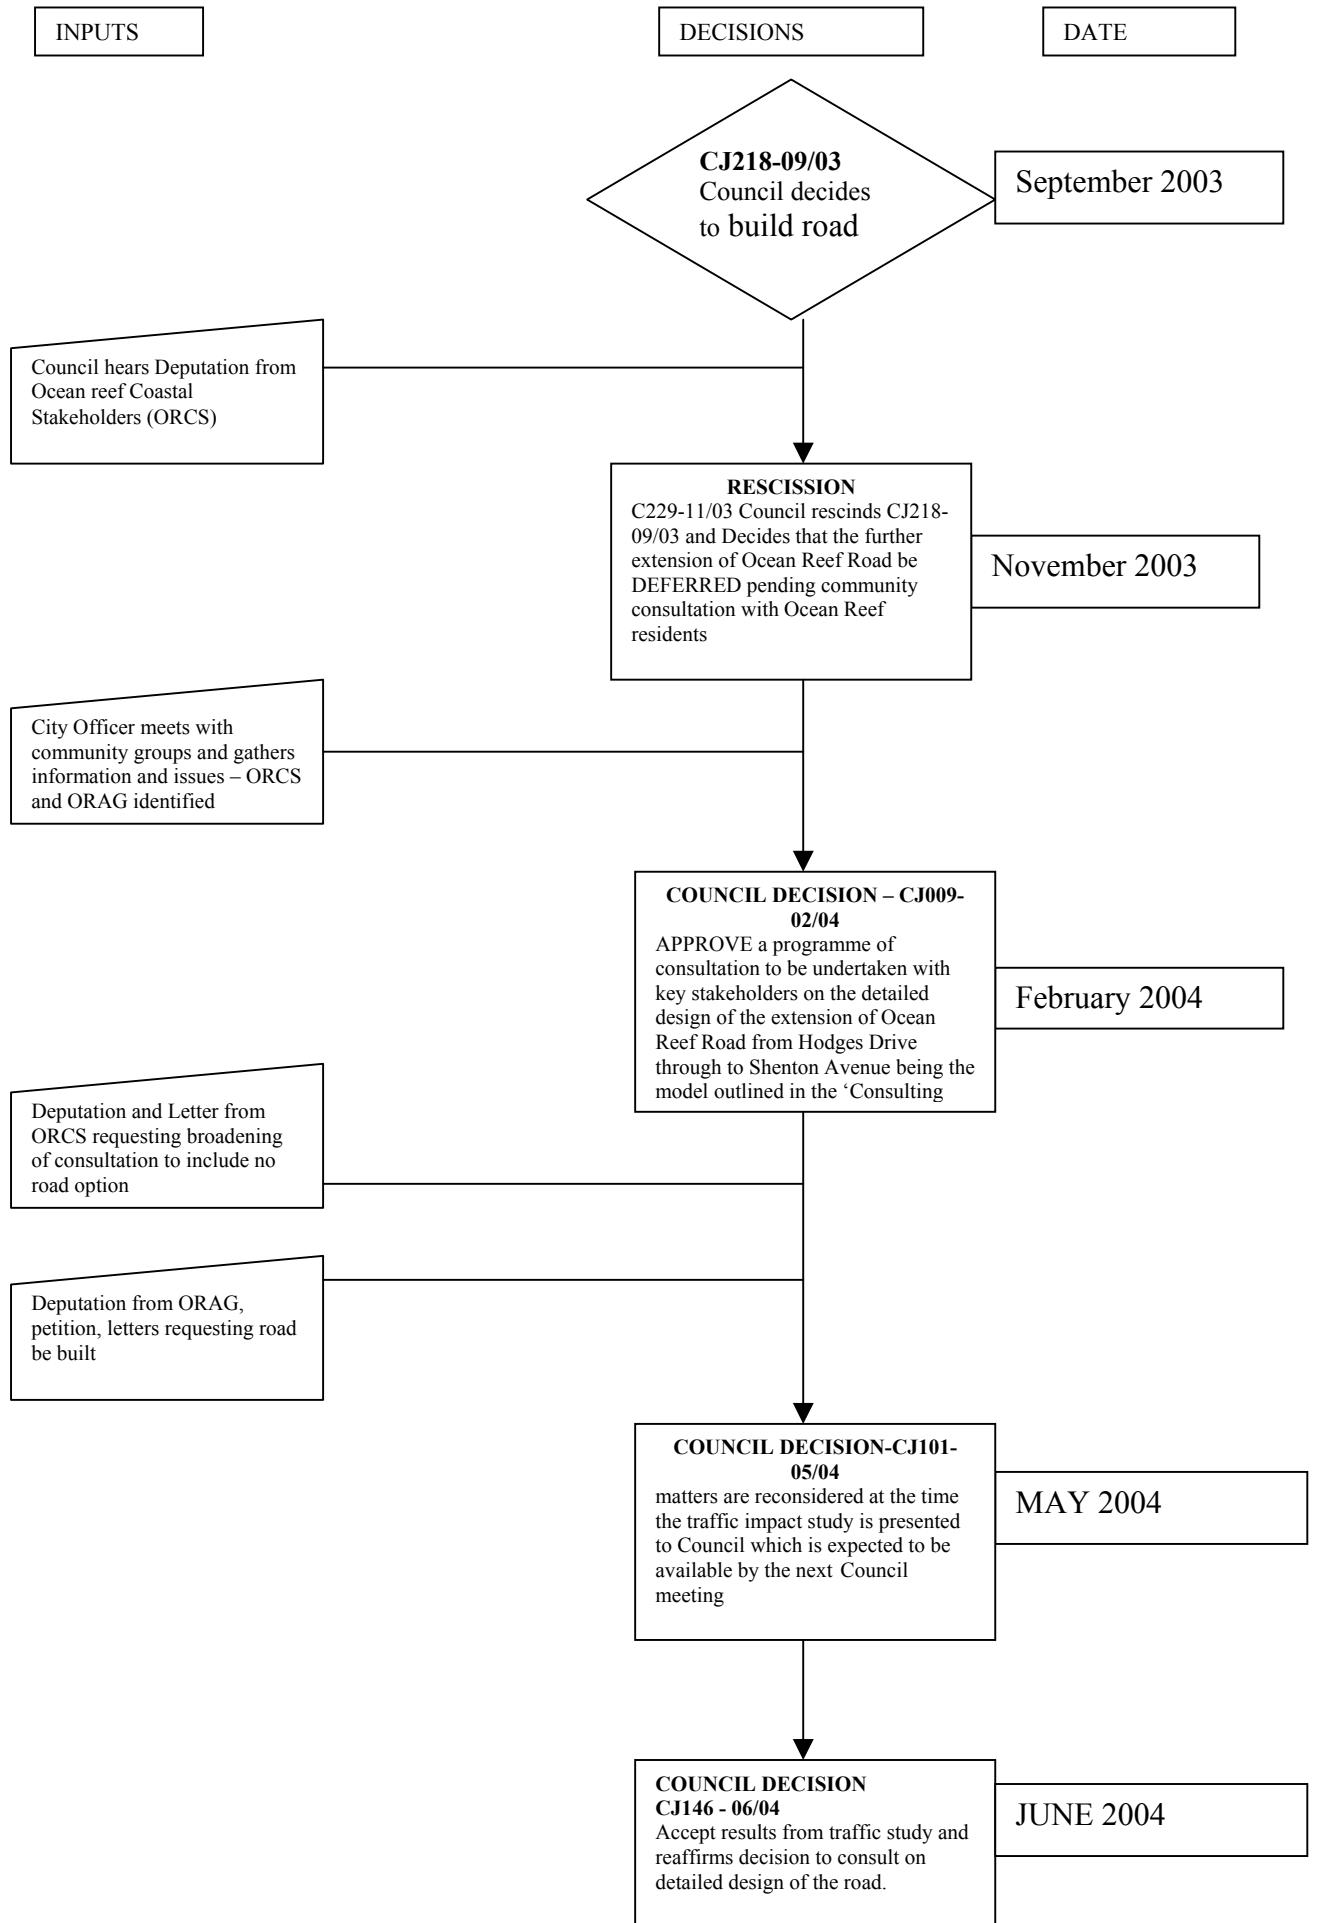 INPUTS
DECISIONS
DATE
CJ218-09/03
Council decides
to build road
September 2003
Council hears Deputation from
Ocean reef Coastal
Stakeholders (ORCS)
RESCISSION
C229-11/03 Council rescinds CJ218-
09/03 and Decides that the further
extension of Ocean Reef Road be
DEFERRED pending community
consultation with Ocean Reef
residents
November 2003
City Officer meets with
community groups and gathers
information and issues – ORCS
and ORAG identified
COUNCIL DECISION – CJ009-
02/04
APPROVE a programme of
consultation to be undertaken with
key stakeholders on the detailed
design of the extension of Ocean
Reef Road from Hodges Drive
through to Shenton Avenue being the
model outlined in the ‘Consulting
February 2004
Deputation and Letter from
ORCS requesting broadening
of consultation to include no
road option
Deputation from ORAG,
petition, letters requesting road
be built
COUNCIL DECISION-CJ101-
05/04
matters are reconsidered at the time
the traffic impact study is presented
to Council which is expected to be
available by the next Council
meeting
MAY 2004
COUNCIL DECISION
CJ146 - 06/04
Accept results from traffic study and
reaffirms decision to consult on
detailed design of the road.
JUNE 2004